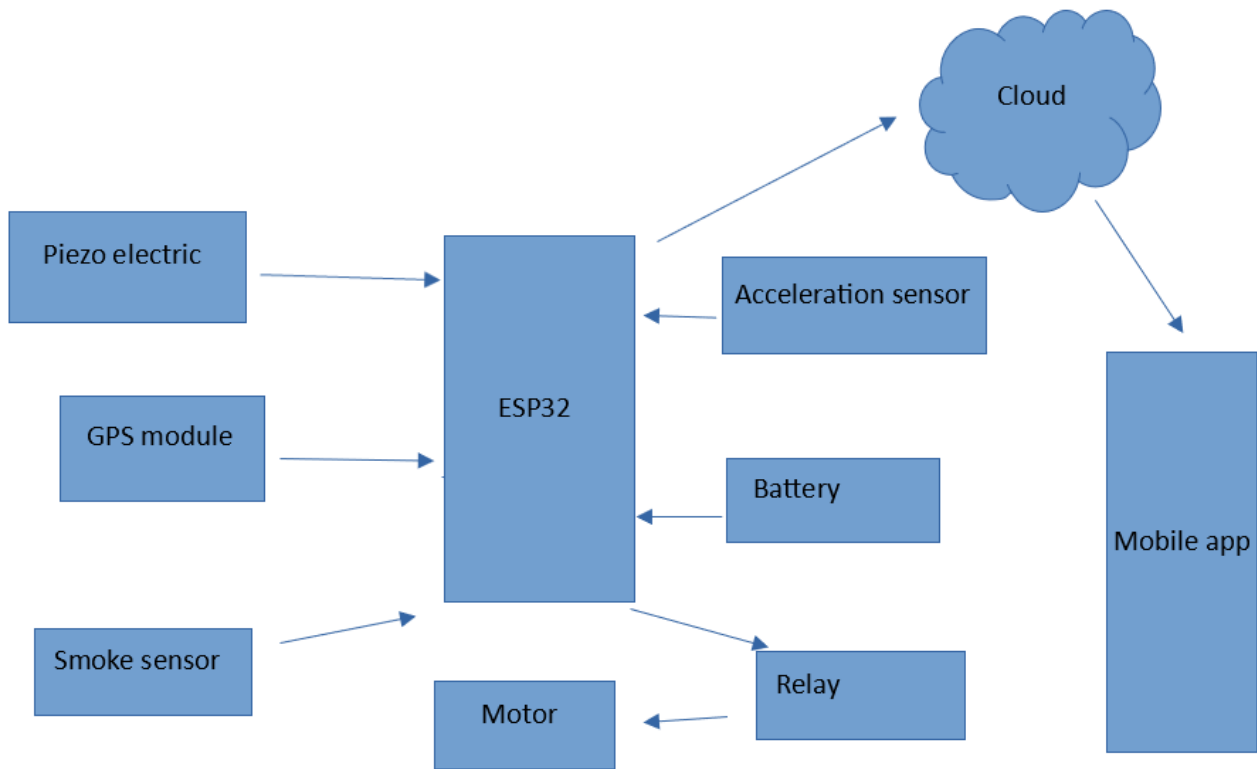 Cloud
Piezo electric
Acceleration sensor
ESP32
GPS module
Battery
Mobile app
Smoke sensor
Relay
Motor